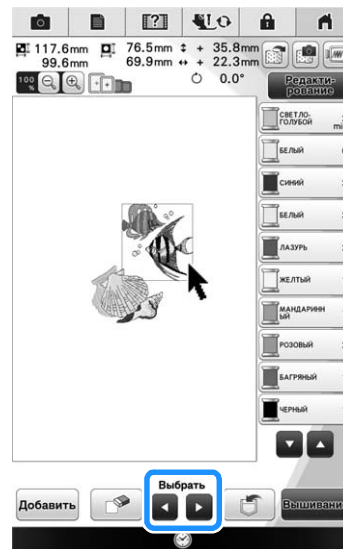 117.6mm 76.5mm + 35.8mm
99.6mm 69.9mm + 22.3mm
100 % 0.0°
Редакти-
рование
СВЕТЛО-
ГОЛУБОЙ
min
БЕЛЫЙ
СИНИЙ
БЕЛЫЙ
ЛАЗУРЬ
ЖЕЛТЫЙ
МАНДАРИНН
ЫЙ
РОЗОВЫЙ
БАГРЯНЫЙ
ЧЕРНЫЙ
Выбрать
Добавить
Вышивани